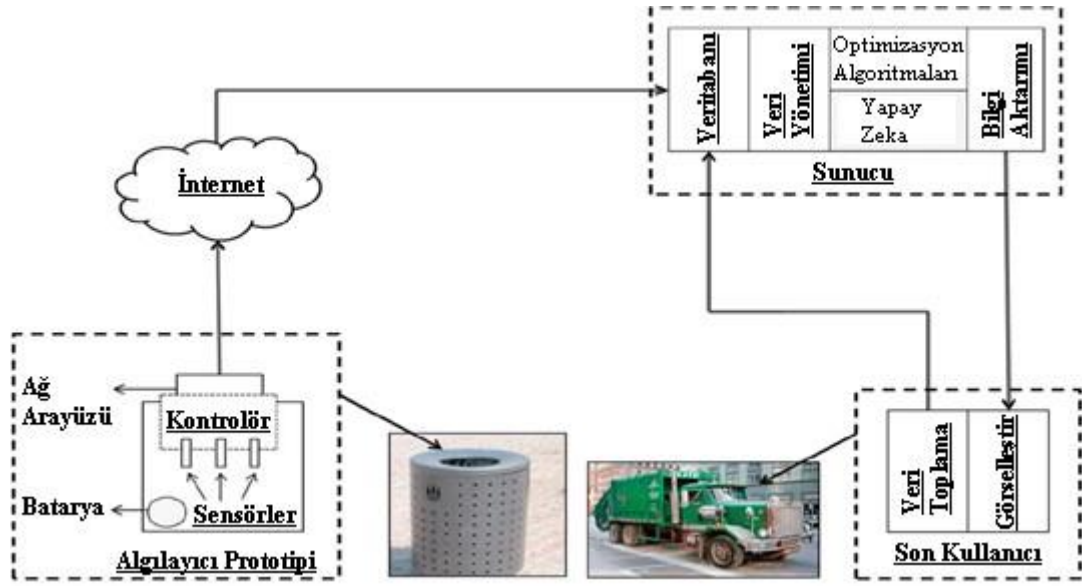 Veritabanı
Veri
Yönetimi
Optimizasyon
Algoritmaları
Yapay
Zeka
Bilgi
Aktarımı
Sunucu
İnternet
Ağ
Arayüzü
Kontrolör
Batarya
Sensörler
Algılayıcı Prototipi
Veri
Toplama
Görselleştir
Son Kullanıcı